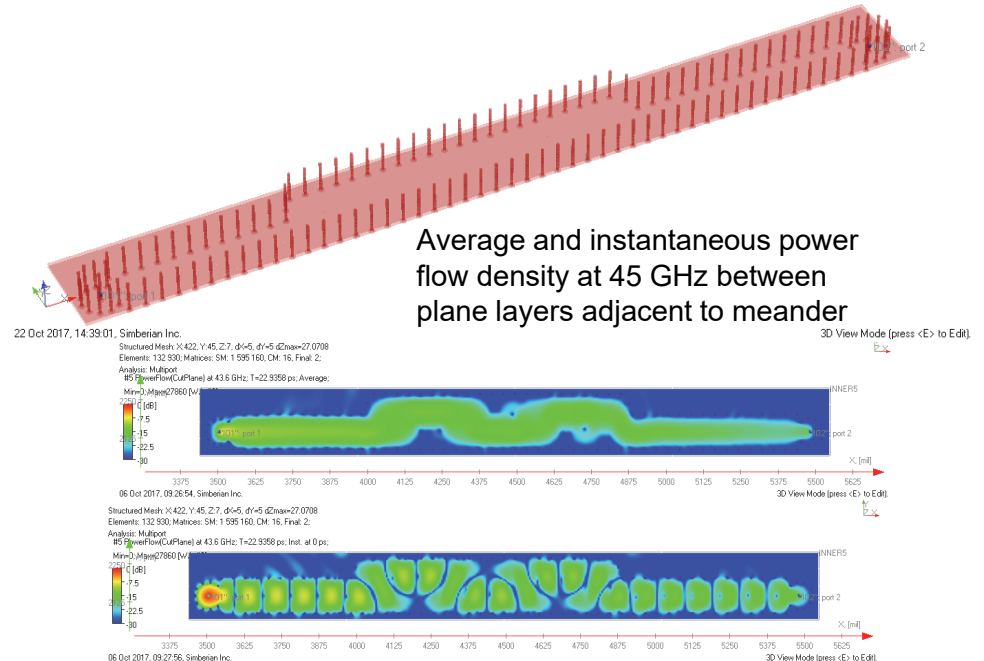 port 2
port 1
Average and instantaneous power
flow density at 45 GHz between
plane layers adjacent to meander
22 Oct 2017, 14:39:01, Simberian Inc.
3D View Mode (press <E> to Edit).
Structured Mesh: X:422, Y:45, Z:7, dX=5, dY=5 dZmax=27.0708
Elements: 132 930; Matrices: SM: 1 595 160, CM: 16, Final: 2;
Analysis: Multiport
#5 PowerFlow(CutPlane) at 43.6 GHz; T=22.9358 ps; Average;
Min=0; Max=27860
INNER5
0 [dB]
-7.5
-15
-22.5
-30
port 1
port 2
X, [mil]
3375 3500 3625 3750 3875 4000 4125 4250 4375 4500 4625 4750 4875 5000 5125 5250 5375 5500 5625
06 Oct 2017, 09:26:54, Simberian Inc.
3D View Mode (press <E> to Edit).
Structured Mesh: X:422, Y:45, Z:7, dX=5, dY=5 dZmax=27.0708
Elements: 132 930; Matrices: SM: 1 595 160, CM: 16, Final: 2;
Analysis: Multiport
#5 PowerFlow(CutPlane) at 43.6 GHz; T=22.9358 ps; Inst. at 0 ps;
Min=0; Max=27860
INNER5
0 [dB]
-7.5
-15
-22.5
-30
port 1
port 2
X, [mil]
3375 3500 3625 3750 3875 4000 4125 4250 4375 4500 4625 4750 4875 5000 5125 5250 5375 5500 5625
06 Oct 2017, 09:27:56, Simberian Inc.
3D View Mode (press <E> to Edit).